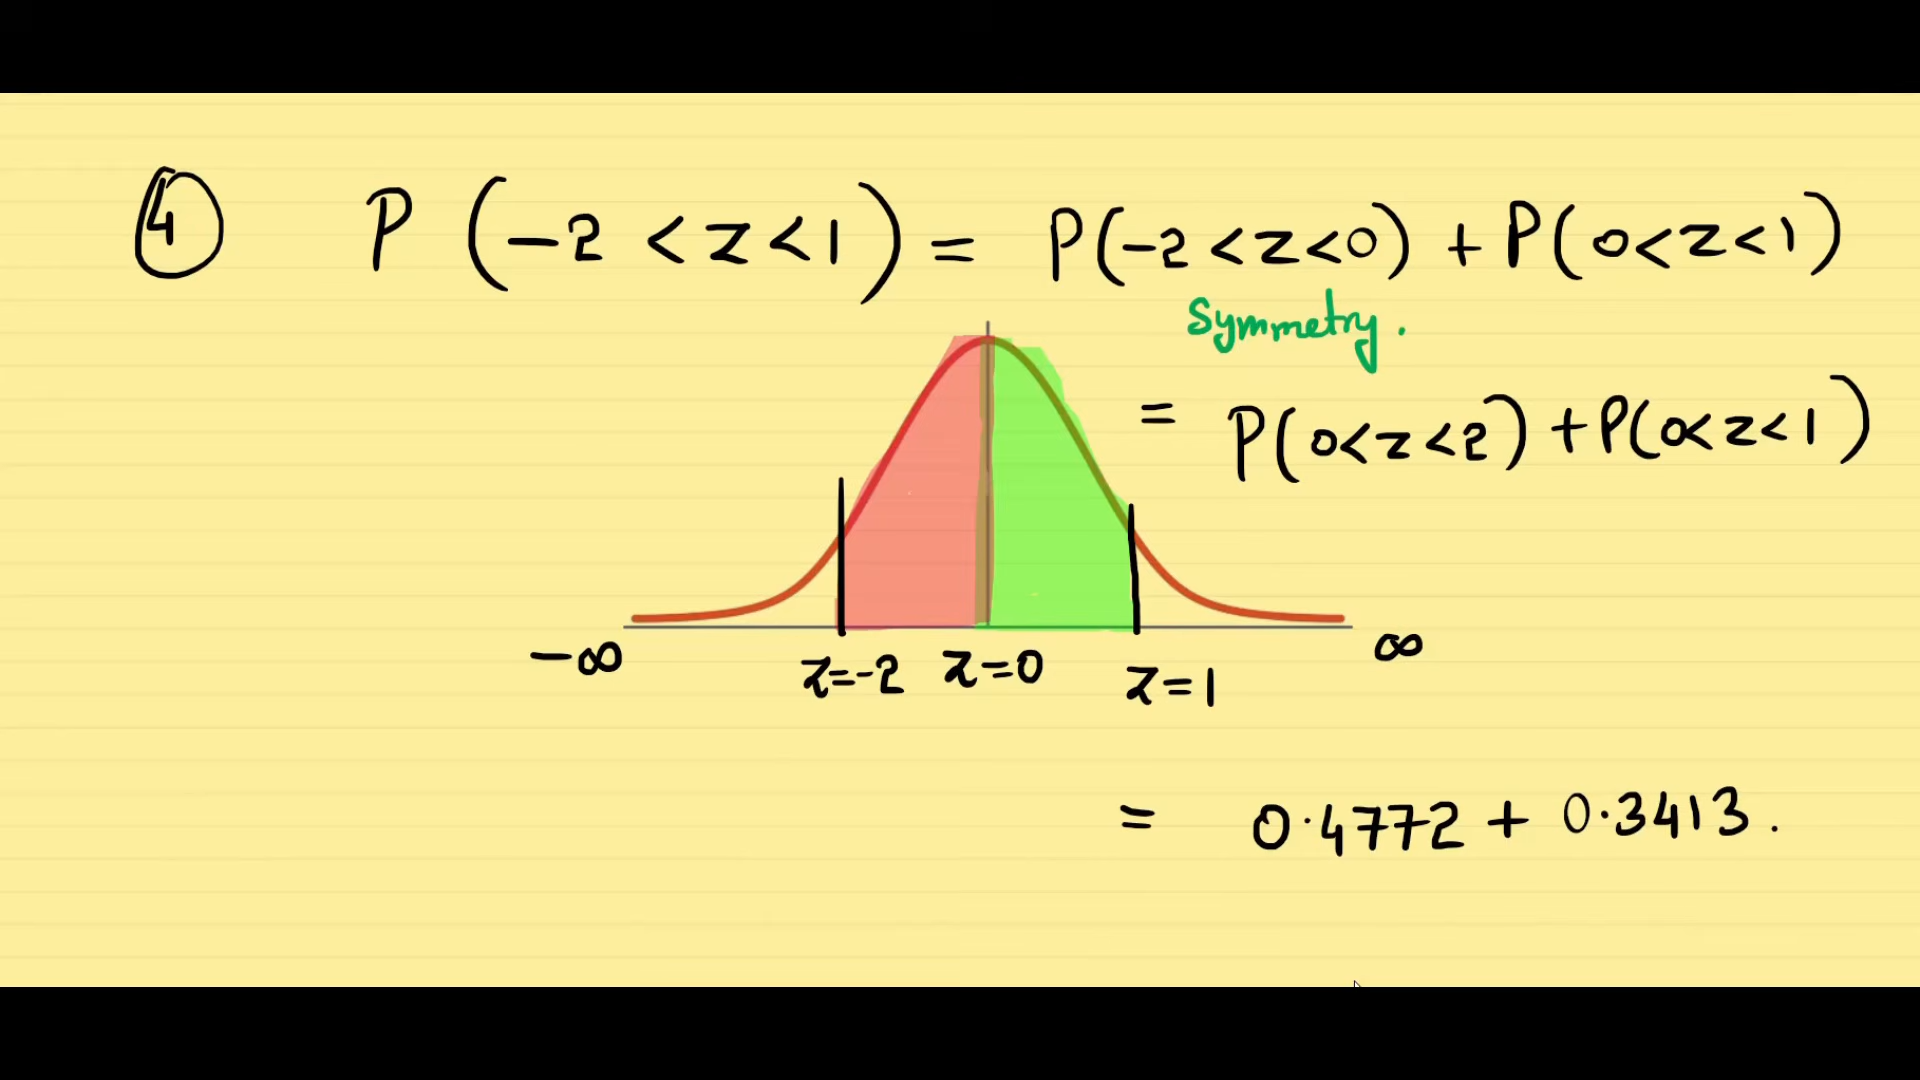 ④ P (-2 < z < 1) = P(-2 < z < 0) + P(0 < z < 1)
Symmetry.
= P(0 < z < 2) + P(0 < z < 1)
-∞ z=-2 z=0 z=1 ∞
= 0.4772 + 0.3413.